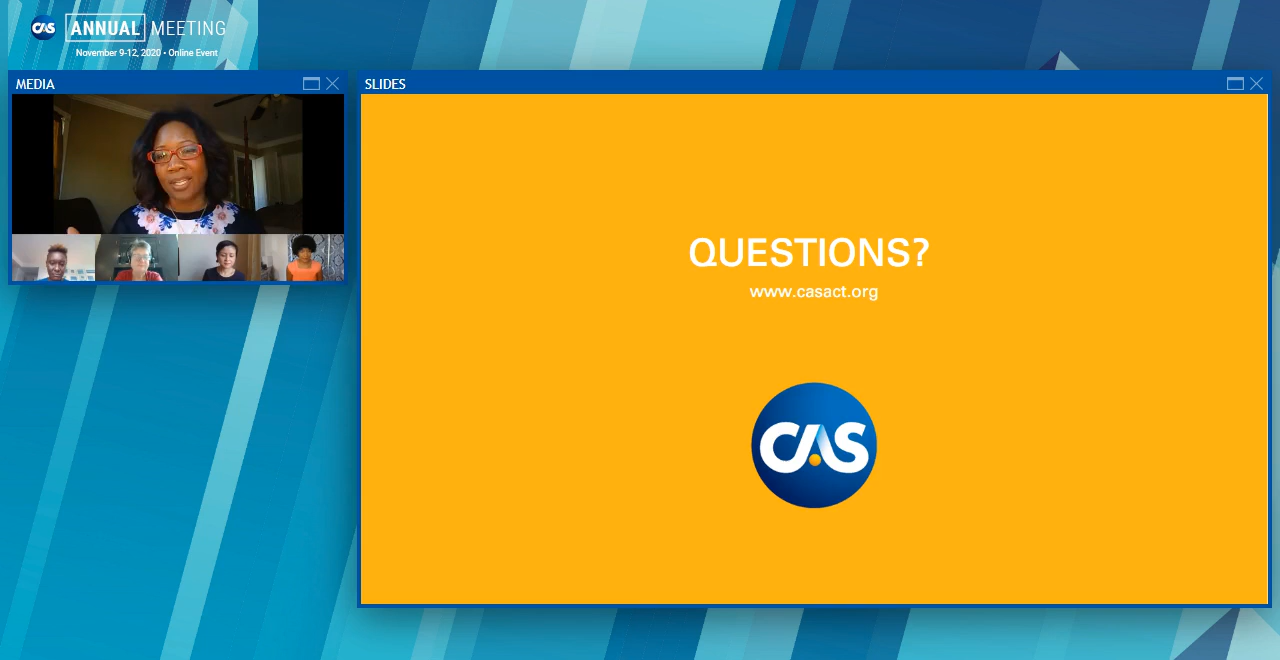 CAS ANNUAL MEETING
November 9-12, 2020 • Online Event
MEDIA
SLIDES
QUESTIONS?
www.casact.org
CAS